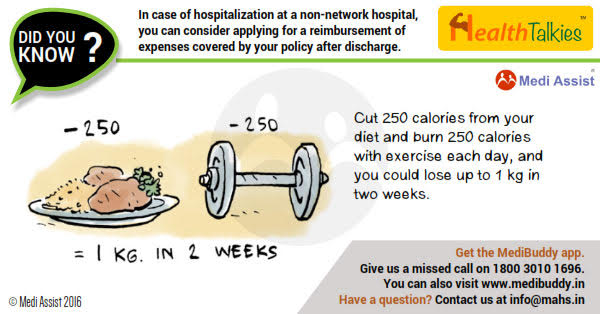 DID YOU
KNOW ?
In case of hospitalization at a non-network hospital,
you can consider applying for a reimbursement of
expenses covered by your policy after discharge.
HealthTalkies™
Medi Assist®
-250
-250
= 1 KG. IN 2 WEEKS
Cut 250 calories from your
diet and burn 250 calories
with exercise each day, and
you could lose up to 1 kg in
two weeks.
Get the MediBuddy app.
Give us a missed call on 1800 3010 1696.
You can also visit www.medibuddy.in
Have a question? Contact us at info@mahs.in
© Medi Assist 2016